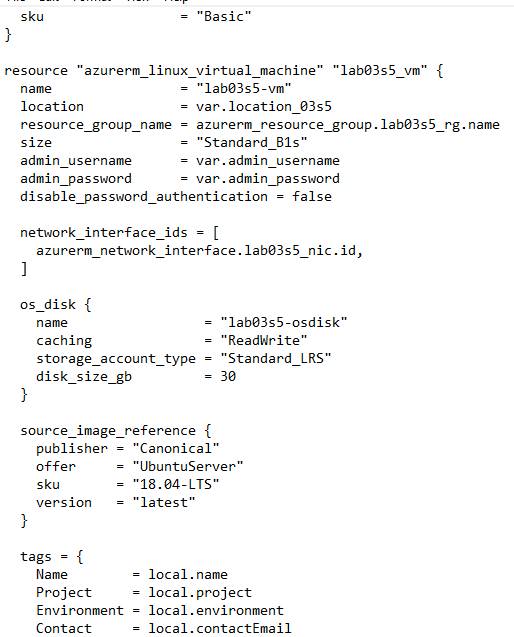 sku                 = "Basic"
}
resource "azurerm_linux_virtual_machine" "lab03s5_vm" {
  name                = "lab03s5-vm"
  location            = var.location_03s5
  resource_group_name = azurerm_resource_group.lab03s5_rg.name
  size                = "Standard_B1s"
  admin_username      = var.admin_username
  admin_password      = var.admin_password
  disable_password_authentication = false
  network_interface_ids = [
    azurerm_network_interface.lab03s5_nic.id,
  ]
  os_disk {
    name                 = "lab03s5-osdisk"
    caching              = "ReadWrite"
    storage_account_type = "Standard_LRS"
    disk_size_gb         = 30
  }
  source_image_reference {
    publisher = "Canonical"
    offer     = "UbuntuServer"
    sku       = "18.04-LTS"
    version   = "latest"
  }
  tags = {
    Name        = local.name
    Project     = local.project
    Environment = local.environment
    Contact     = local.contactEmail